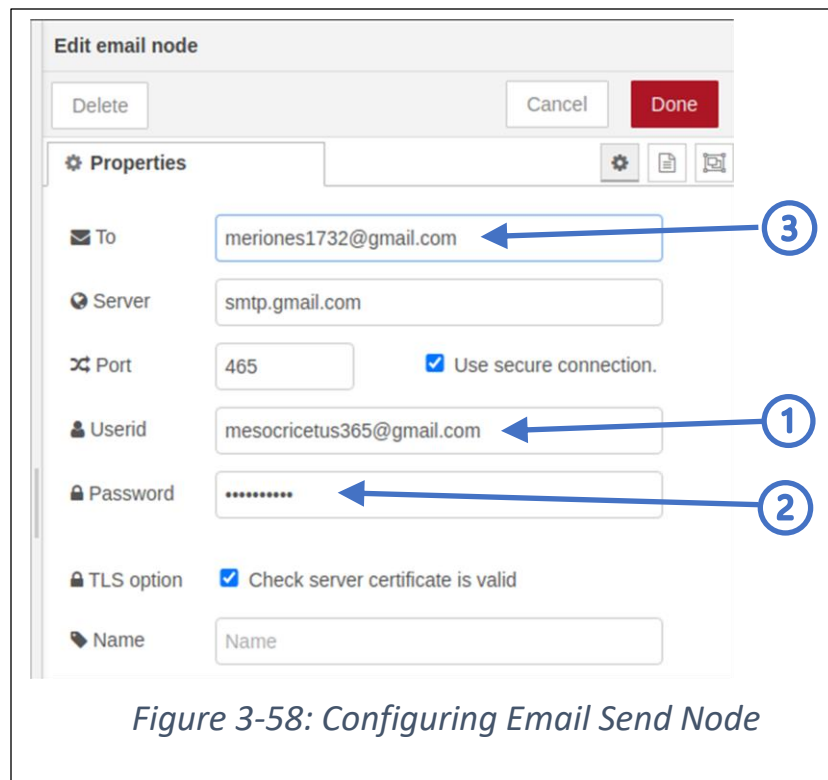 Edit email node
Delete Cancel Done
Properties
To meriones1732@gmail.com 3
Server smtp.gmail.com
Port 465 Use secure connection.
Userid mesocricetus365@gmail.com 1
Password •••••••••• 2
TLS option Check server certificate is valid
Name Name
Figure 3-58: Configuring Email Send Node